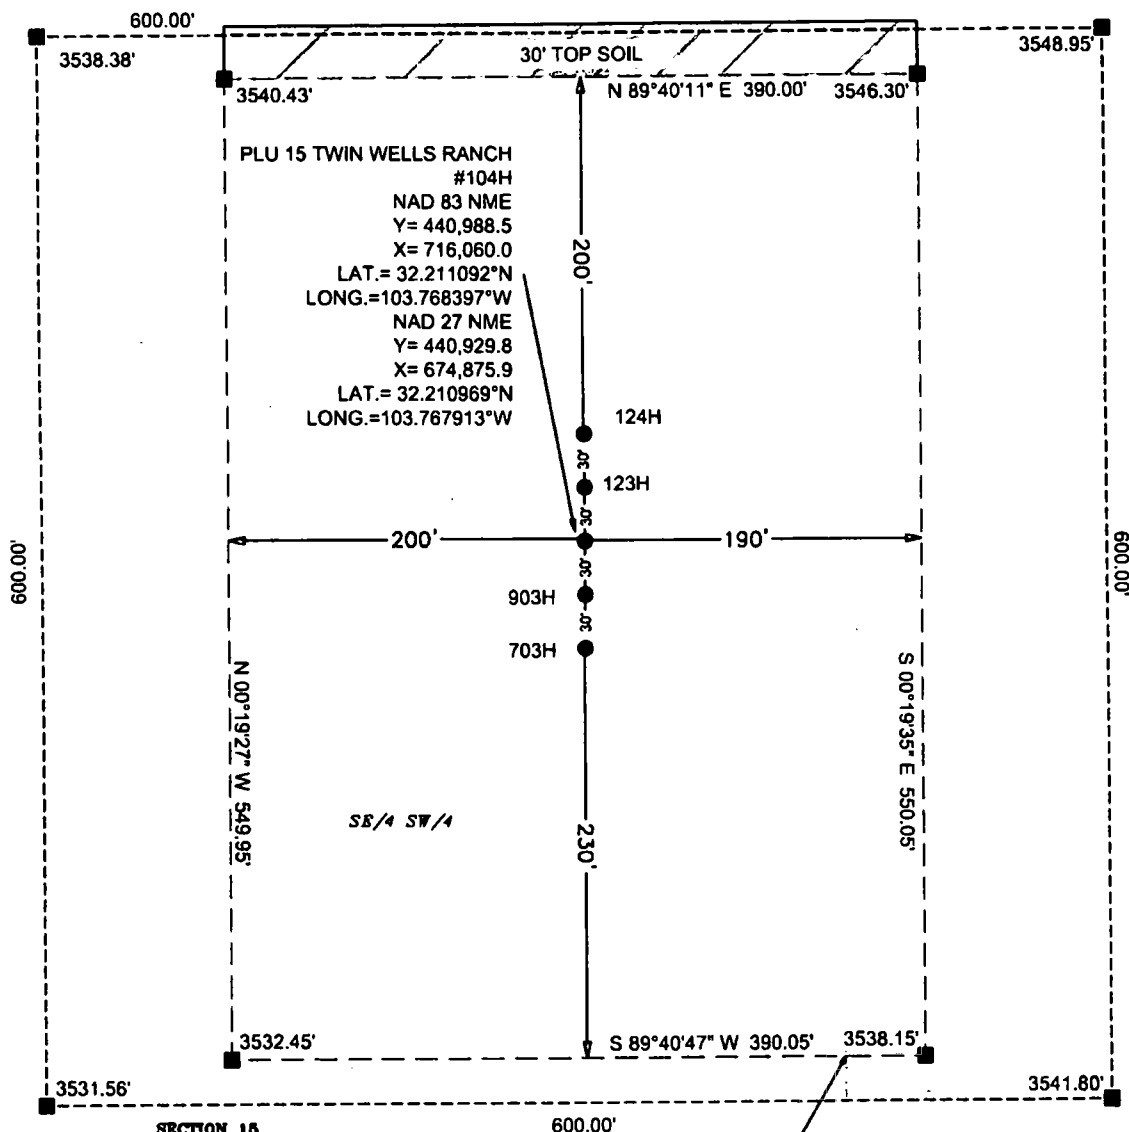 600.00'
3538.38'
3548.95'
30' TOP SOIL
3540.43'
N 89°40'11" E 390.00'
3546.30'
PLU 15 TWIN WELLS RANCH
#104H
NAD 83 NME
Y= 440,988.5
X= 716,060.0
LAT.= 32.211092°N
LONG.=103.768397°W
NAD 27 NME
Y= 440,929.8
X= 674,875.9
LAT.= 32.210969°N
LONG.=103.767913°W
200'
124H
30'
123H
30'
200'
190'
30'
903H
30'
703H
600.00'
600.00'
N 00°19'27" W 549.95'
S 00°19'35" E 550.05'
SE/4 SW/4
230'
3532.45'
S 89°40'47" W 390.05'
3538.15'
3531.56'
3541.80'
SECTION 15
600.00'